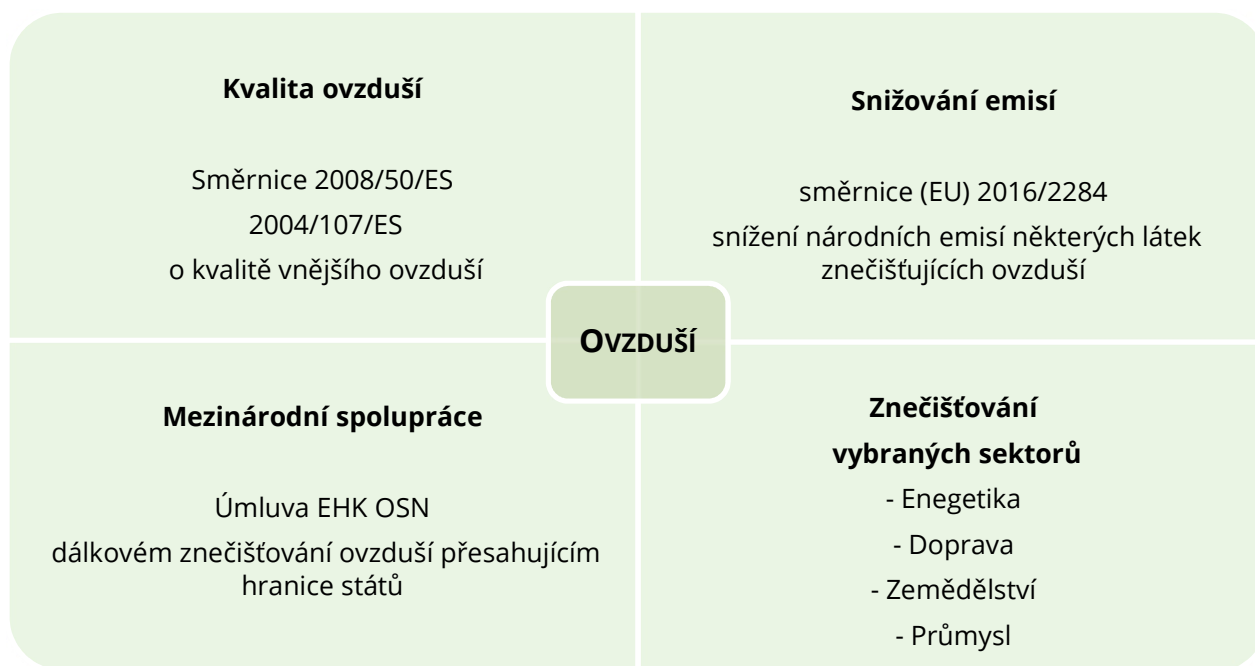 Kvalita ovzduší
Směrnice 2008/50/ES
2004/107/ES
o kvalitě vnějšího ovzduší
Snižování emisí
směrnice (EU) 2016/2284
snížení národních emisí některých látek
znečišťujících ovzduší
OVZDUŠÍ
Mezinárodní spolupráce
Úmluva EHK OSN
dálkovém znečišťování ovzduší přesahujícím
hranice států
Znečišťování
vybraných sektorů
- Enegetika
- Doprava
- Zemědělství
- Průmysl